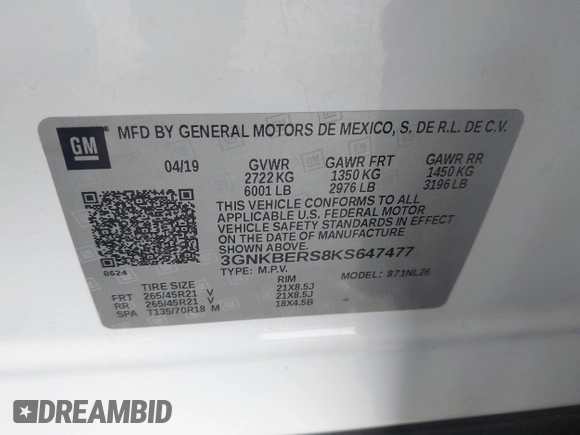 GM ®
MFD BY GENERAL MOTORS DE MEXICO, S. DE R.L. DE C.V.
04/19 GVWR GAWR FRT GAWR RR
2722 KG 1350 KG 1450 KG
6001 LB 2976 LB 3196 LB
THIS VEHICLE CONFORMS TO ALL
APPLICABLE U.S. FEDERAL MOTOR
VEHICLE SAFETY STANDARDS IN
EFFECT ON THE DATE OF
MANUFACTURE SHOWN ABOVE.
3GNKBERS8KS647477
8624 TYPE: M.P.V. MODEL: 871NL26
TIRE SIZE RIM
FRT 265/45R21 V 21X8.5J
RR 265/45R21 V 21X8.5J
SPA T135/70R18 M 18X4.5B
DREAMBID